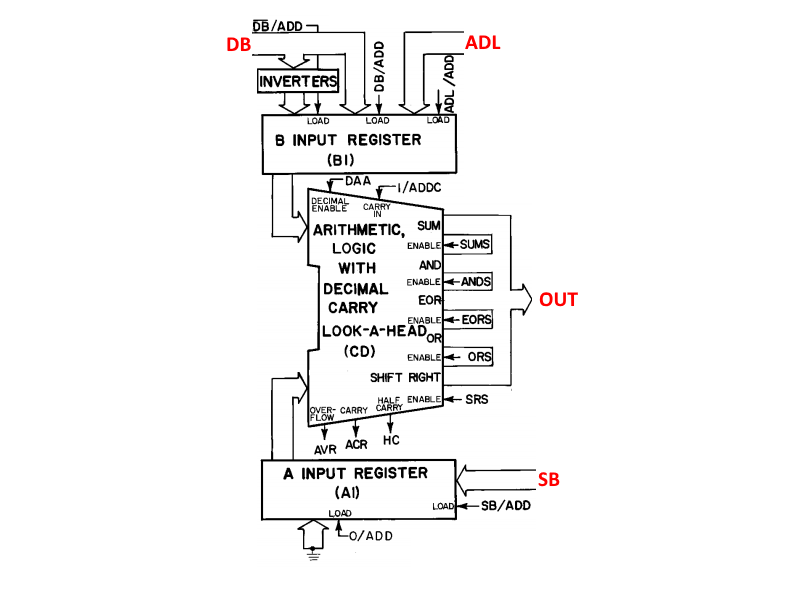 D̅B̅/ADD
DB
ADL
DB/ADD
ADL/ADD
INVERTERS
LOAD
LOAD
LOAD
B INPUT REGISTER
(BI)
DAA
I/ADDC
DECIMAL
ENABLE
CARRY
IN
ARITHMETIC,
LOGIC
WITH
DECIMAL
CARRY
LOOK-A-HEAD
(CD)
SUM
ENABLE
SUMS
AND
ENABLE
ANDS
EOR
ENABLE
EORS
OR
ENABLE
ORS
SHIFT RIGHT
ENABLE
SRS
OUT
OVER-
FLOW
CARRY
HALF
CARRY
AVR
ACR
HC
A INPUT REGISTER
(AI)
SB
LOAD
SB/ADD
LOAD
O/ADD